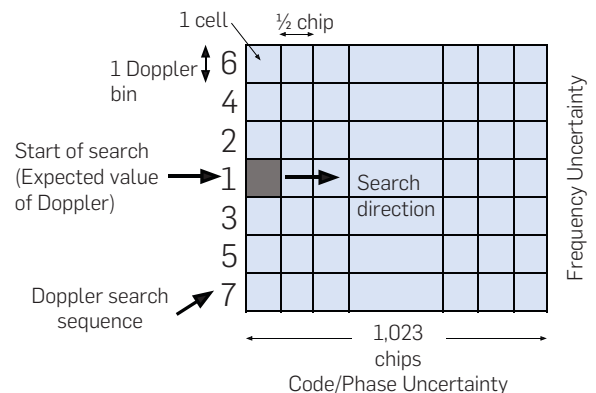 1 cell
½ chip
1 Doppler
bin
6
4
2
Start of search
(Expected value
of Doppler)
1
Search
direction
3
5
7
Doppler search
sequence
Frequency Uncertainty
1,023
chips
Code/Phase Uncertainty